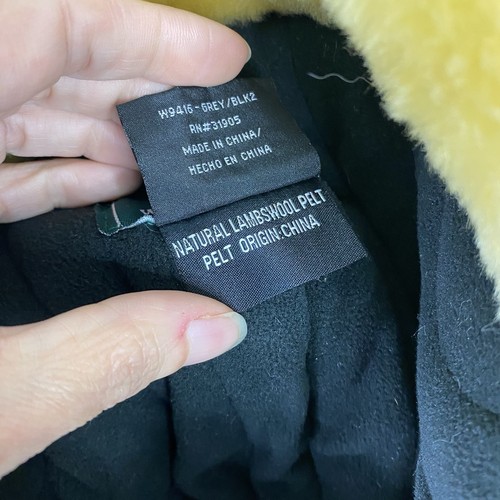 W9416-GREY/BLK2
RN#31905
MADE IN CHINA/
HECHO EN CHINA
NATURAL LAMBSWOOL PELT
PELT ORIGIN:CHINA